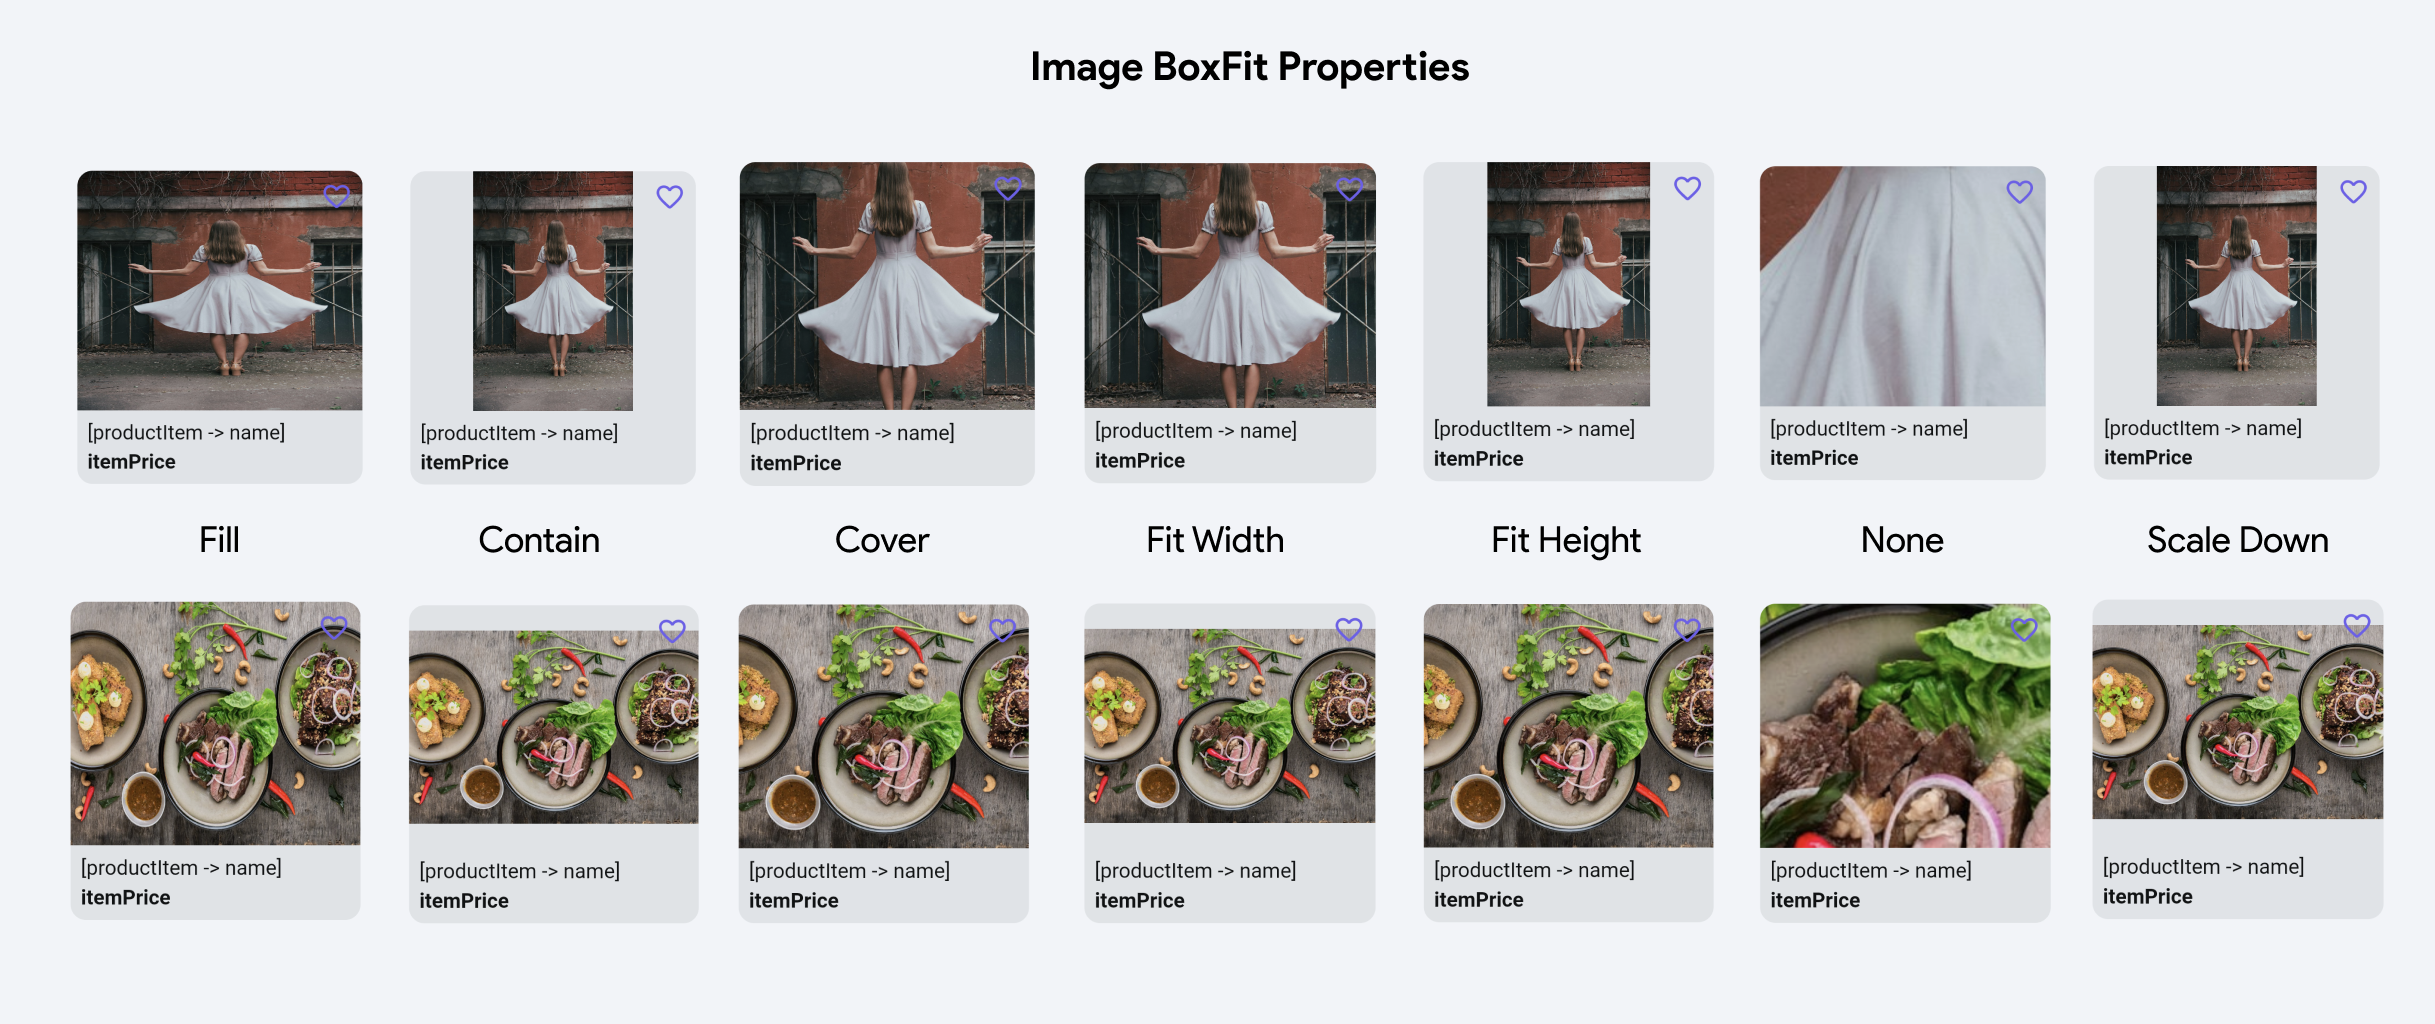 Image BoxFit Properties
[productItem -> name]
itemPrice
[productItem -> name]
itemPrice
[productItem -> name]
itemPrice
[productItem -> name]
itemPrice
[productItem -> name]
itemPrice
[productItem -> name]
itemPrice
[productItem -> name]
itemPrice
Fill
Contain
Cover
Fit Width
Fit Height
None
Scale Down
[productItem -> name]
itemPrice
[productItem -> name]
itemPrice
[productItem -> name]
itemPrice
[productItem -> name]
itemPrice
[productItem -> name]
itemPrice
[productItem -> name]
itemPrice
[productItem -> name]
itemPrice